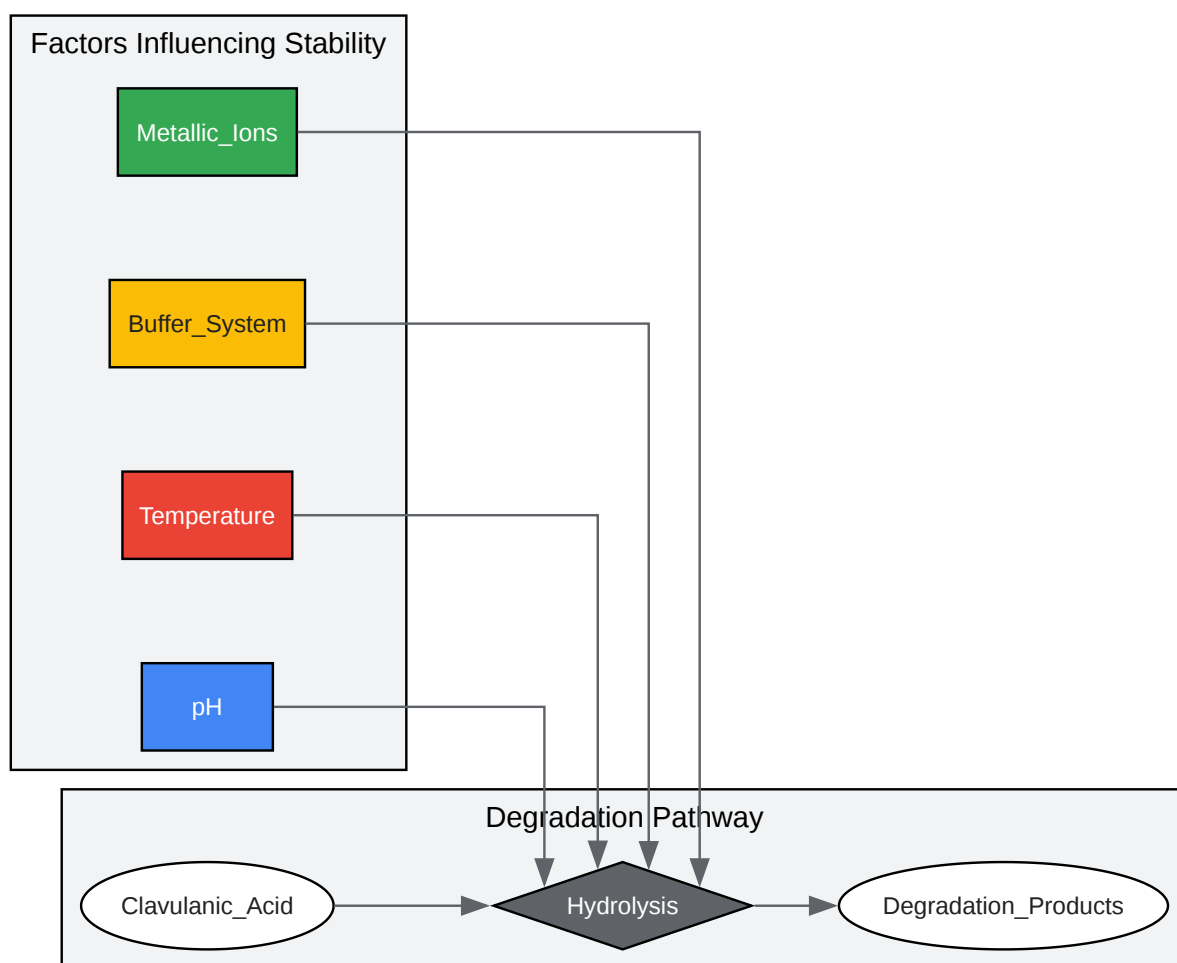 Factors Influencing Stability
Metallic_Ions
Buffer_System
Temperature
pH
Degradation Pathway
Clavulanic_Acid
Hydrolysis
Degradation_Products